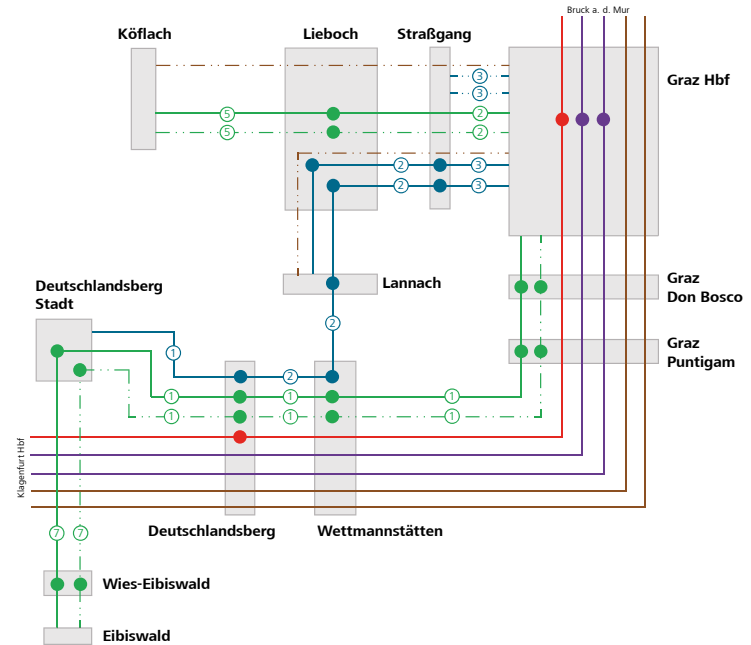 Bruck a. d. Mur
Köflach
Lieboch
Straßgang
Graz Hbf
3
3
5
2
5
2
2
3
2
3
Lannach
Graz
Don Bosco
Deutschlandsberg
Stadt
2
Graz
Puntigam
1
2
1
1
1
1
1
1
Klagenfurt Hbf
Deutschlandsberg
Wettmannstätten
7
7
Wies-Eibiswald
Eibiswald